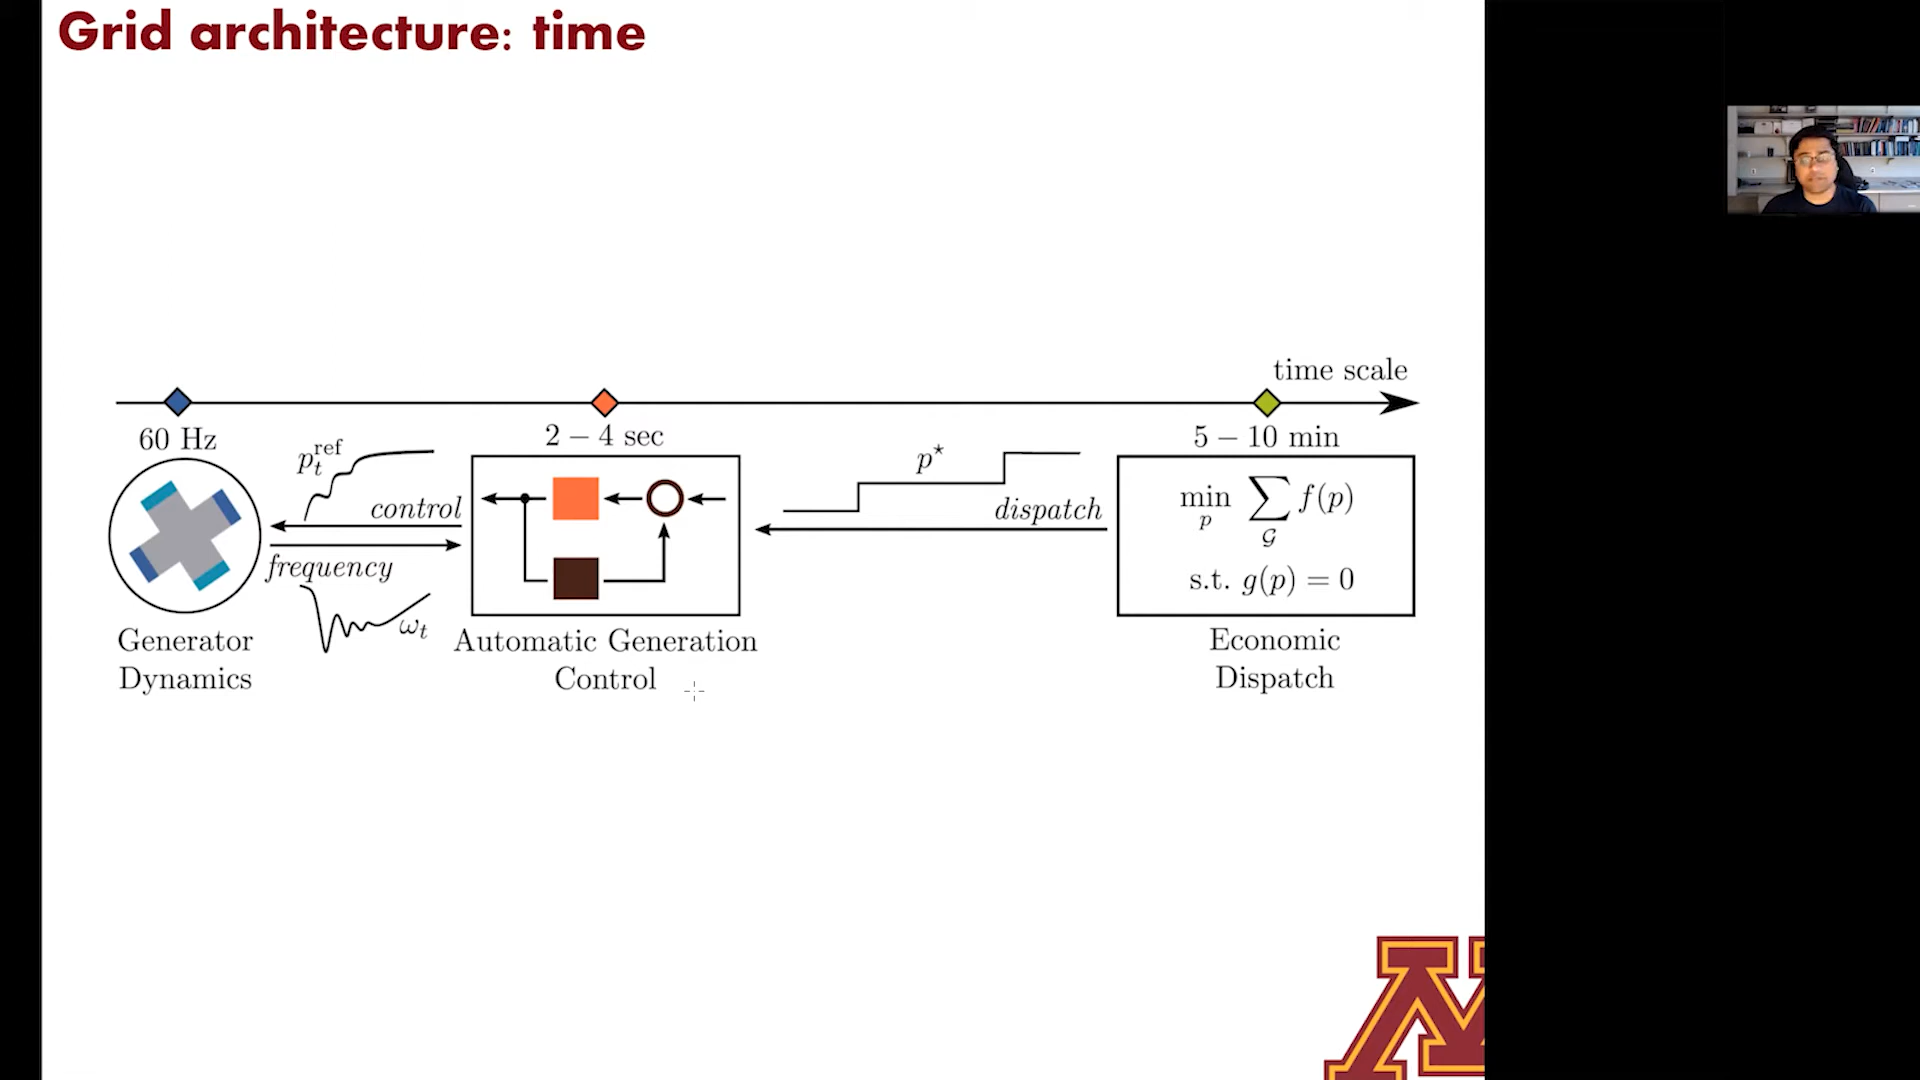 Grid architecture: time
time scale
60 Hz
2 – 4 sec
5 – 10 min
p_t^ref
control
frequency
ω_t
p*
dispatch
min_p ∑_𝒢 f(p)
s.t. g(p) = 0
Generator
Dynamics
Automatic Generation
Control
Economic
Dispatch